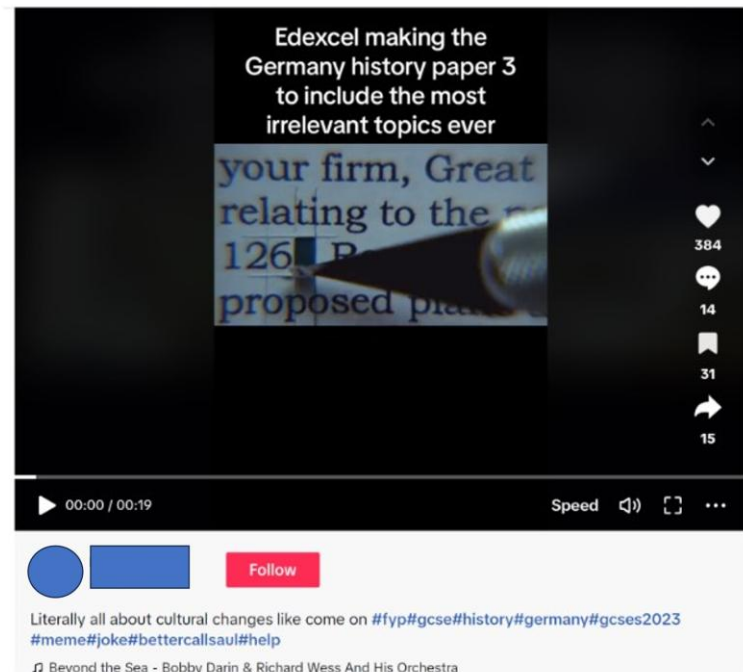 Edexcel making the
Germany history paper 3
to include the most
irrelevant topics ever
your firm, Great
relating to the
126
proposed
384
14
31
15
00:00 / 00:19
Speed
Follow
Literally all about cultural changes like come on #fyp#gcse#history#germany#gcses2023
#meme#joke#bettercallsaul#help
♫ Beyond the Sea - Bobby Darin & Richard Wess And His Orchestra